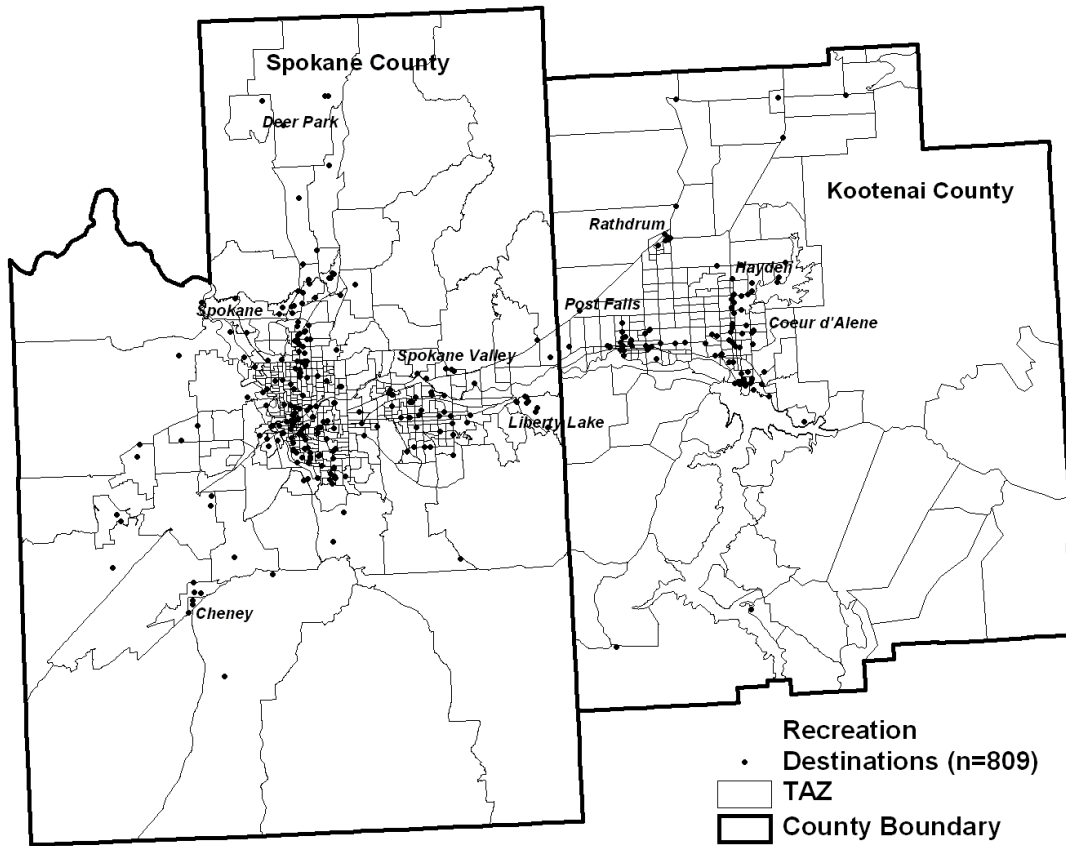 Spokane County
Deer Park
Kootenai County
Rathdrum
Hayden
Post Falls
Spokane
Coeur d'Alene
Spokane Valley
Liberty Lake
Cheney
Recreation
Destinations (n=809)
TAZ
County Boundary